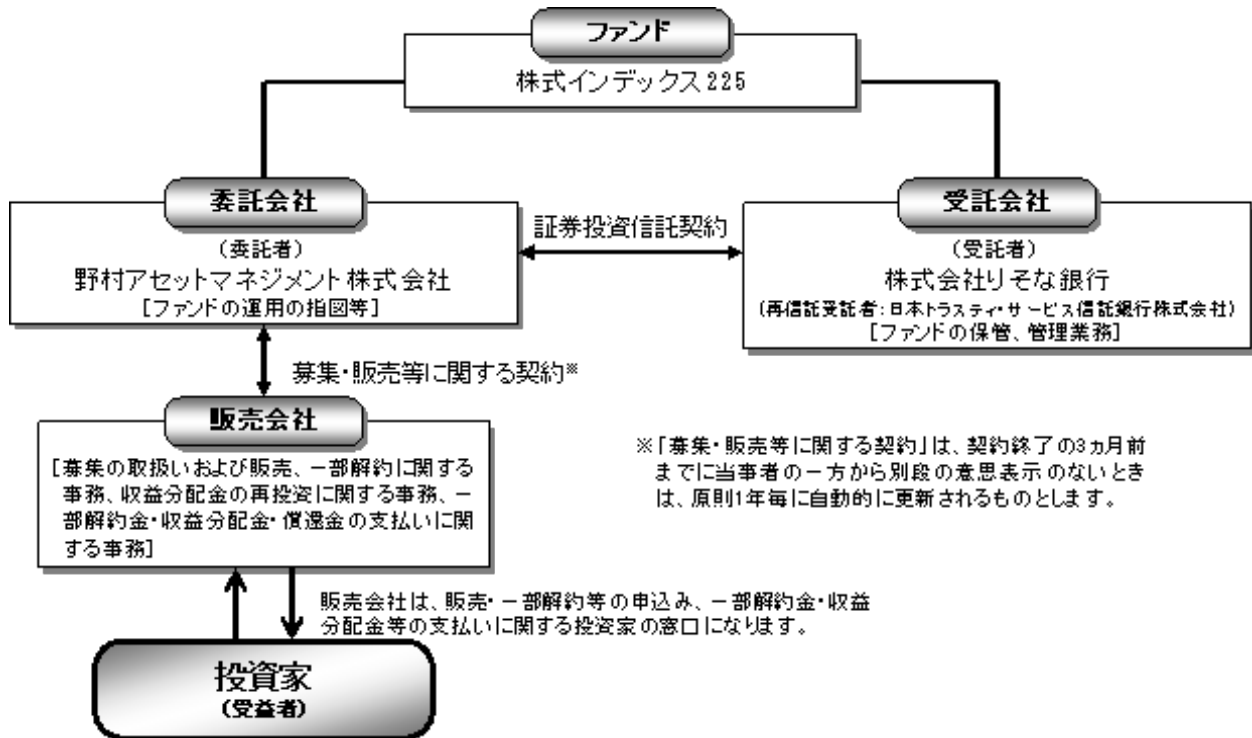 ファンド
株式インデックス225
委託会社
(委託者)
野村アセットマネジメント株式会社
[ファンドの運用の指図等]
証券投資信託契約
受託会社
(受託者)
株式会社りそな銀行
(再信託受託者:日本トラスティ・サービス信託銀行株式会社)
[ファンドの保管、管理業務]
募集・販売等に関する契約※
販売会社
[募集の取扱いおよび販売、一部解約に関する
事務、収益分配金の再投資に関する事務、一
部解約金・収益分配金・償還金の支払いに関
する事務]
※「募集・販売等に関する契約」は、契約終了の3ヵ月前
までに当事者の一方から別段の意思表示のないとき
は、原則1年毎に自動的に更新されるものとします。
販売会社は、販売・一部解約等の申込み、一部解約金・収益
分配金等の支払いに関する投資家の窓口になります。
投資家
(受益者)